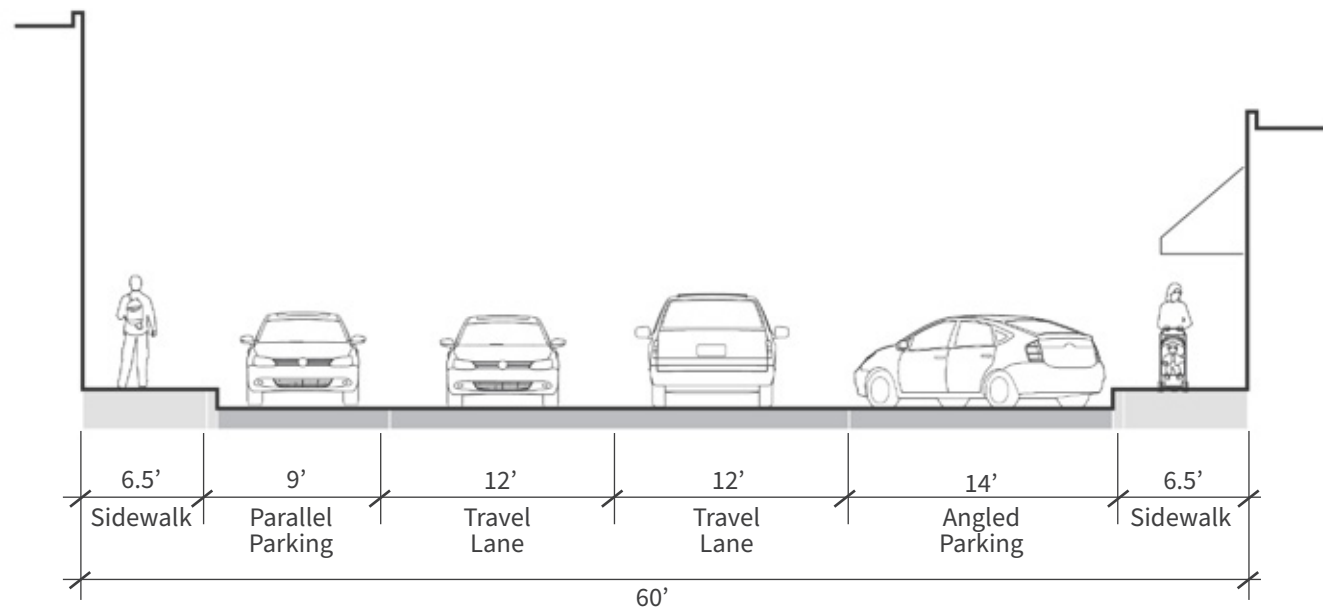 6.5’ 9’ 12’ 12’ 14’ 6.5’
Sidewalk Parallel Travel Travel Angled Sidewalk
Parking Lane Lane Parking
60’